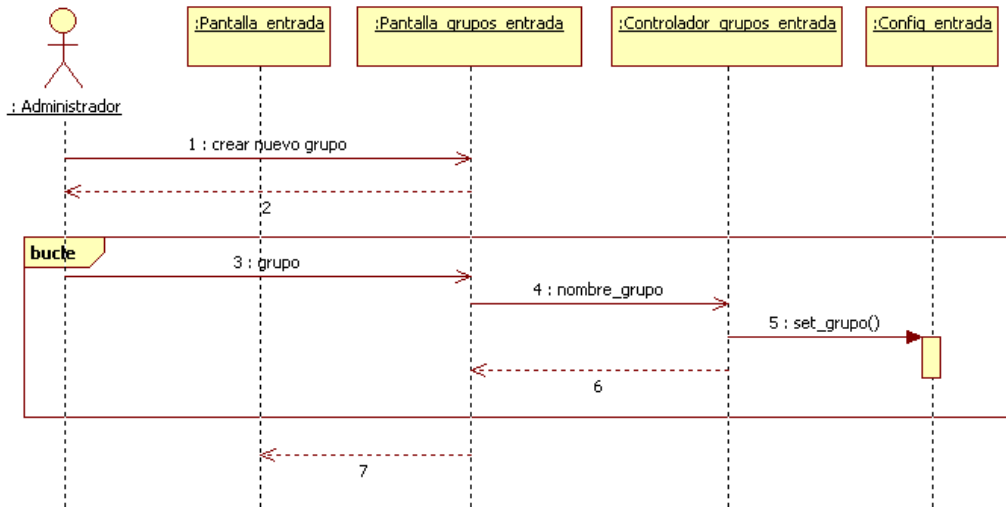 :Pantalla_entrada
:Pantalla_grupos_entrada
:Controlador_grupos_entrada
:Config_entrada
: Administrador
1 : crear nuevo grupo
2
bucle
3 : grupo
4 : nombre_grupo
5 : set_grupo()
6
7